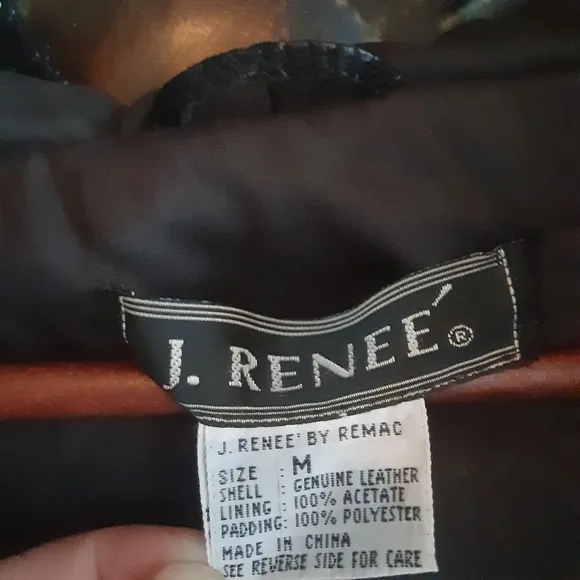 J. RENEE´®
J. RENEE' BY REMAC
SIZE : M
SHELL : GENUINE LEATHER
LINING : 100% ACETATE
PADDING: 100% POLYESTER
MADE IN CHINA
SEE REVERSE SIDE FOR CARE